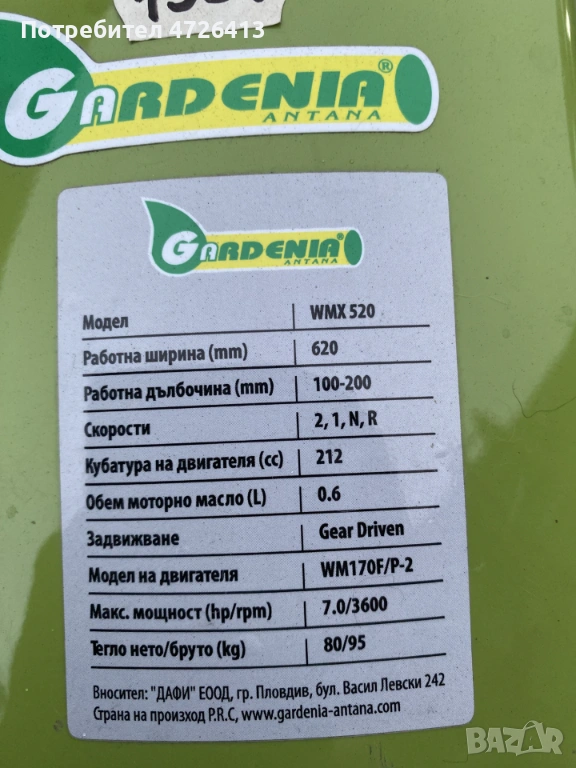 Потребител 4726413
GARDENIA®
ANTANA
GARDENIA®
ANTANA
Модел WMX 520
Работна ширина (mm) 620
Работна дълбочина (mm) 100-200
Скорости 2, 1, N, R
Кубатура на двигателя (cc) 212
Обем моторно масло (L) 0.6
Задвижване Gear Driven
Модел на двигателя WM170F/P-2
Макс. мощност (hp/rpm) 7.0/3600
Тегло нето/бруто (kg) 80/95
Вносител: "ДАФИ" ЕООД, гр. Пловдив, бул. Васил Левски 242
Страна на произход P.R.C, www.gardenia-antana.com
BAZAR